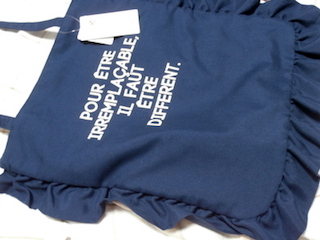 POUR ÊTRE
IRREMPLAÇABLE,
IL FAUT
ÊTRE
DIFFERENT.